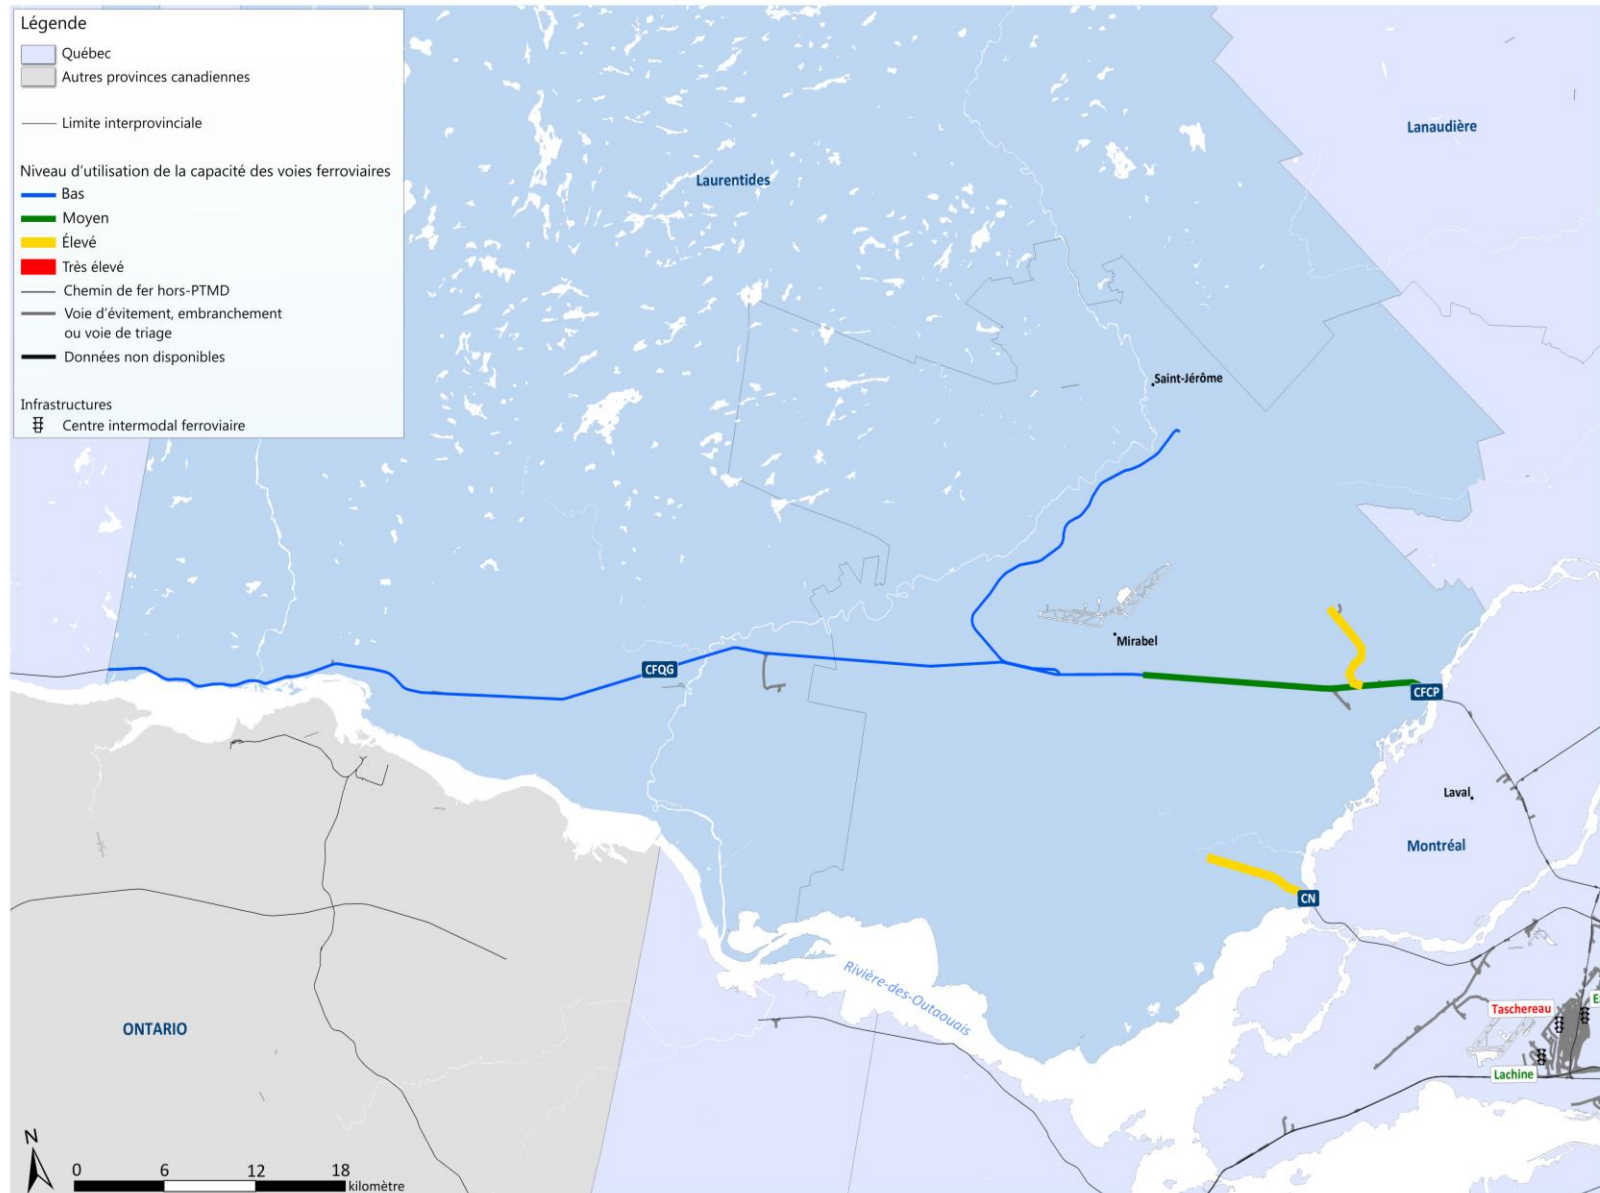 Légende
Québec
Autres provinces canadiennes
Limite interprovinciale
Niveau d'utilisation de la capacité des voies ferroviaires
Bas
Moyen
Élevé
Très élevé
Chemin de fer hors-PTMD
Voie d'évitement, embranchement
ou voie de triage
Données non disponibles
Infrastructures
Centre intermodal ferroviaire
Lanaudière
Laurentides
Saint-Jérôme
Mirabel
CFQG
CFCP
Laval
Montréal
CN
Rivière-des-Outaouais
ONTARIO
Taschereau
Lachine
N
0 6 12 18
kilomètre